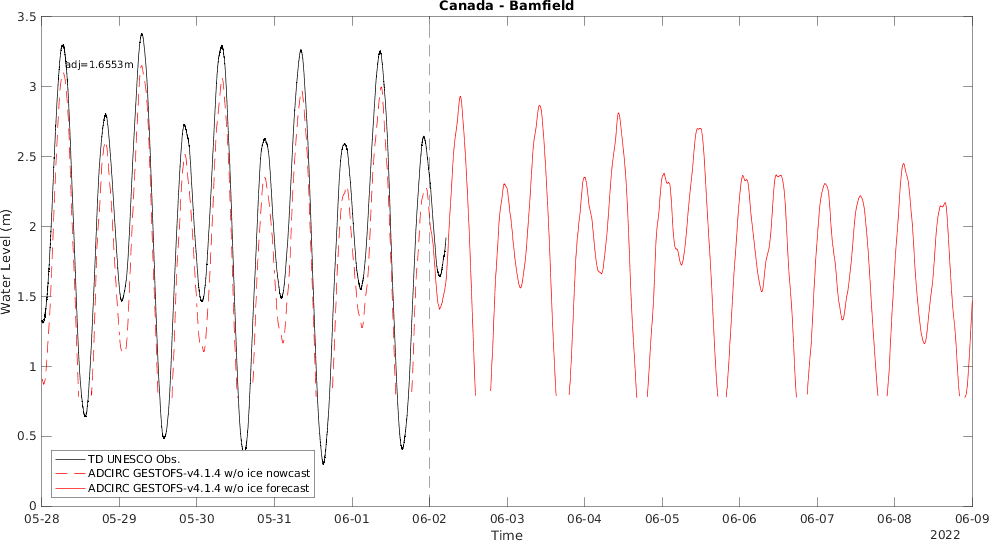 Canada - Bamfield
3.5
3
2.5
2
1.5
1
0.5
0
Water Level (m)
adj=1.6553m
TD UNESCO Obs.
ADCIRC GESTOFS-v4.1.4 w/o ice nowcast
ADCIRC GESTOFS-v4.1.4 w/o ice forecast
05-28 05-29 05-30 05-31 06-01 06-02 06-03 06-04 06-05 06-06 06-07 06-08 06-09
Time
2022